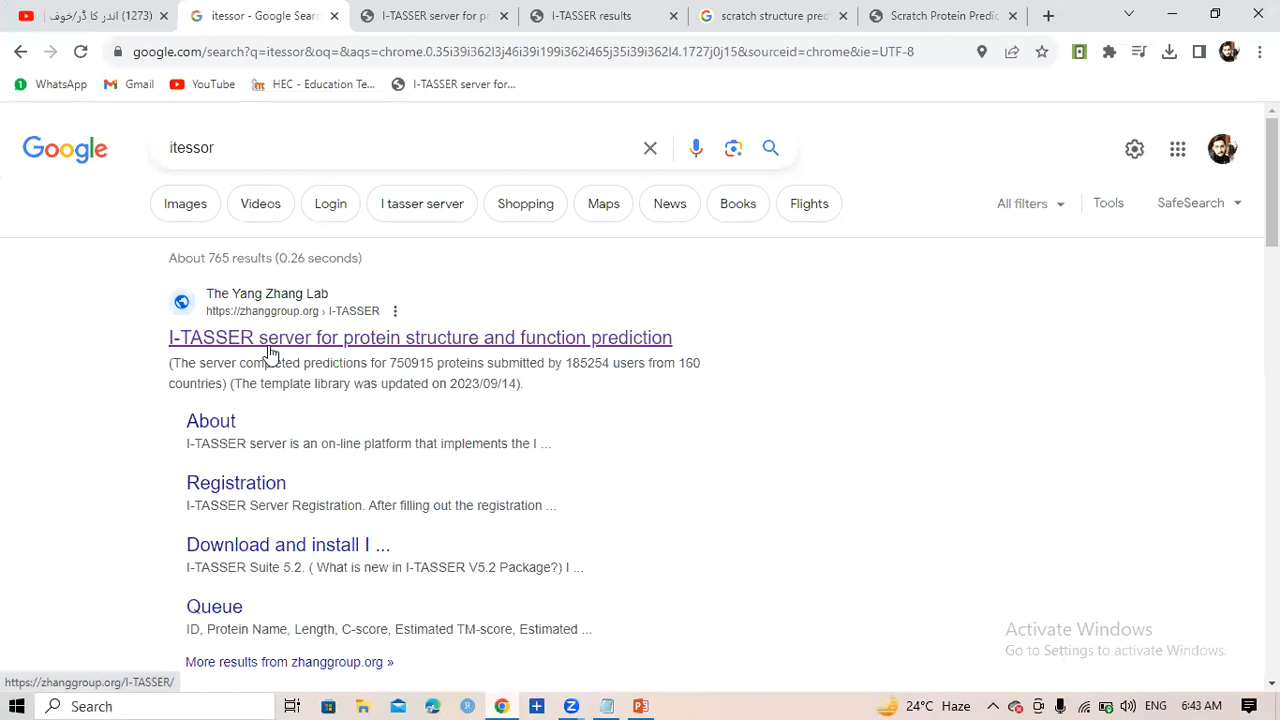 (1273) اندر کا ڈر/خوف
itessor - Google Search
I-TASSER server for pr
I-TASSER results
scratch structure pred
Scratch Protein Predic
google.com/search?q=itessor&oq=&aqs=chrome.0.35i39i362l3j46i39i199i362i465j35i39i362l4.1727j0j15&sourceid=chrome&ie=UTF-8
WhatsApp
Gmail
YouTube
HEC - Education Te...
I-TASSER server for...
Google
itessor
Images
Videos
Login
I tasser server
Shopping
Maps
News
Books
Flights
All filters
Tools
SafeSearch
About 765 results (0.26 seconds)
The Yang Zhang Lab
https://zhanggroup.org › I-TASSER
I-TASSER server for protein structure and function prediction
(The server completed predictions for 750915 proteins submitted by 185254 users from 160
countries) (The template library was updated on 2023/09/14).
About
I-TASSER server is an on-line platform that implements the I ...
Registration
I-TASSER Server Registration. After filling out the registration ...
Download and install I ...
I-TASSER Suite 5.2. ( What is new in I-TASSER V5.2 Package?) I ...
Queue
ID, Protein Name, Length, C-score, Estimated TM-score, Estimated ...
More results from zhanggroup.org »
Activate Windows
Go to Settings to activate Windows.
https://zhanggroup.org/I-TASSER/
Search
24°C Haze
ENG
6:43 AM